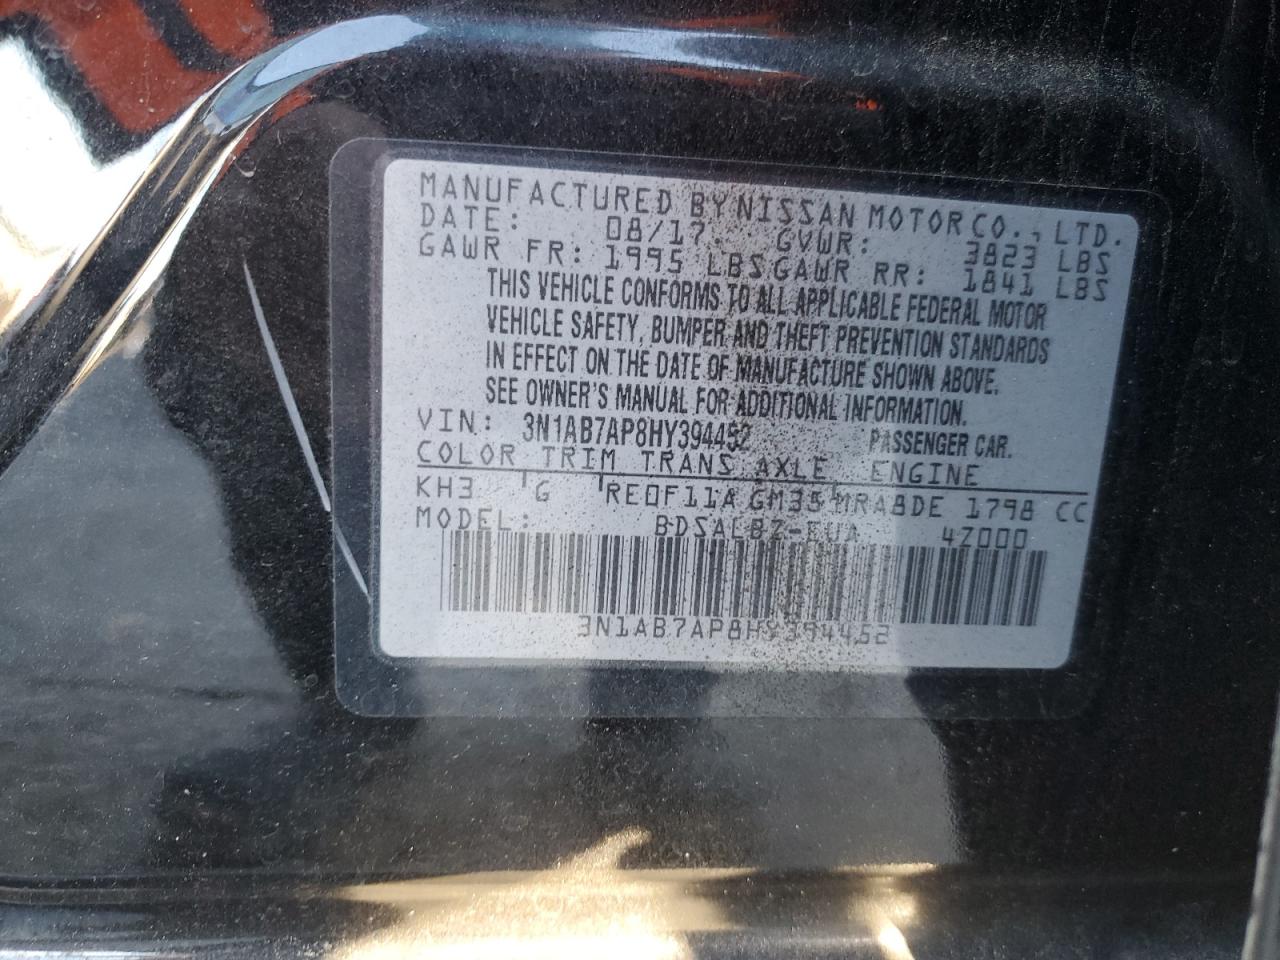 MANUFACTURED BY NISSAN MOTOR CO., LTD.
DATE: 08/17 GVWR: 3823 LBS
GAWR FR: 1995 LBS GAWR RR: 1841 LBS
THIS VEHICLE CONFORMS TO ALL APPLICABLE FEDERAL MOTOR
VEHICLE SAFETY, BUMPER AND THEFT PREVENTION STANDARDS
IN EFFECT ON THE DATE OF MANUFACTURE SHOWN ABOVE.
SEE OWNER'S MANUAL FOR ADDITIONAL INFORMATION.
VIN: 3N1AB7AP8HY394452 PASSENGER CAR.
COLOR TRIM TRANS AXLE ENGINE
KH3 G RE0F11A GM35 MRA8DE 1798 CC
MODEL: BDSALBZ-EUA 4Z000
3N1AB7AP8HY394452